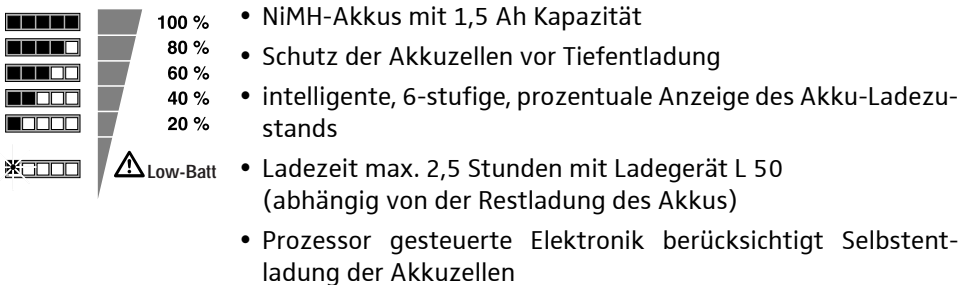 100 %
80 %
60 %
40 %
20 %
Low-Batt
• NiMH-Akkus mit 1,5 Ah Kapazität
• Schutz der Akkuzellen vor Tiefentladung
• intelligente, 6-stufige, prozentuale Anzeige des Akku-Ladezu-
stands
• Ladezeit max. 2,5 Stunden mit Ladegerät L 50
(abhängig von der Restladung des Akkus)
• Prozessor gesteuerte Elektronik berücksichtigt Selbstent-
ladung der Akkuzellen